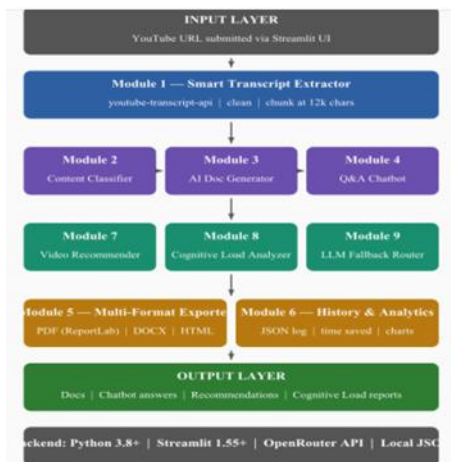 INPUT LAYER
YouTube URL submitted via Streamlit UI
Module 1 — Smart Transcript Extractor
youtube-transcript-api | clean | chunk at 12k chars
Module 2
Content Classifier
Module 3
AI Doc Generator
Module 4
Q&A Chatbot
Module 7
Video Recommender
Module 8
Cognitive Load Analyzer
Module 9
LLM Fallback Router
Module 5 — Multi-Format Exporte
PDF (ReportLab) | DOCX | HTML
Module 6 — History & Analytics
JSON log | time saved | charts
OUTPUT LAYER
Docs | Chatbot answers | Recommendations | Cognitive Load reports
ackend: Python 3.8+ | Streamlit 1.55+ | OpenRouter API | Local JSO